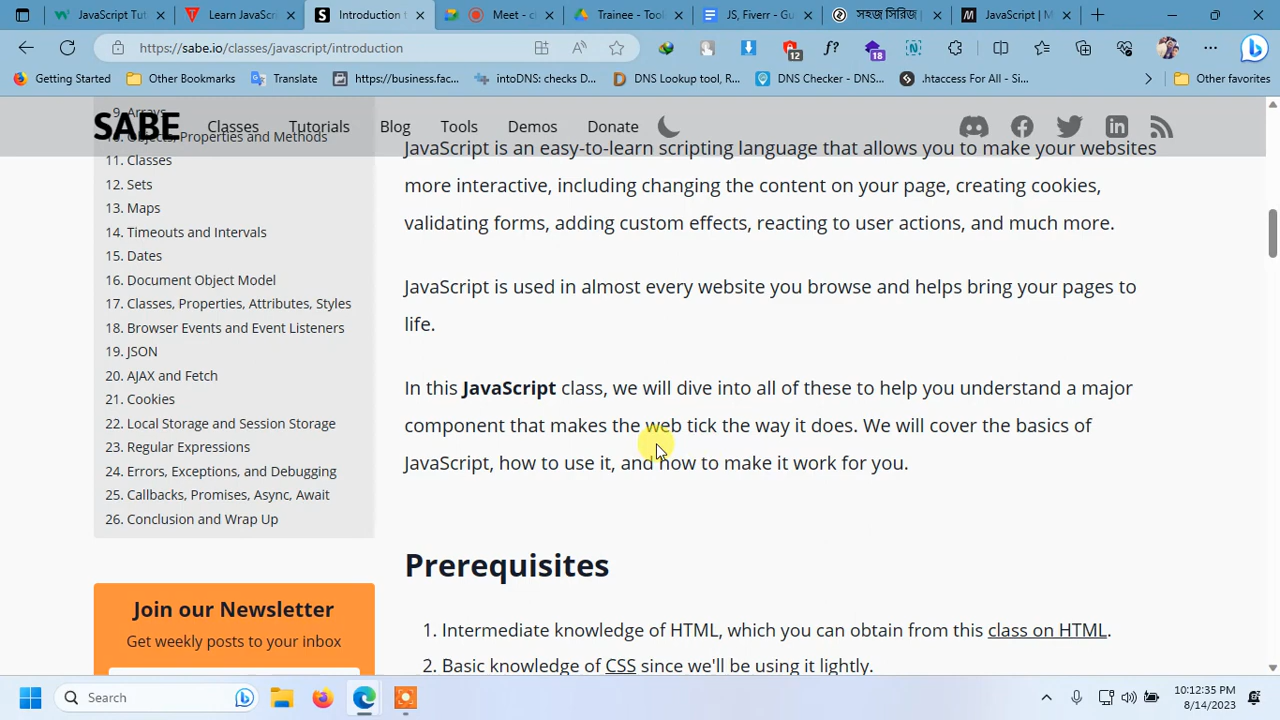 JavaScript Tut
Learn JavaScri
Introduction t
Meet - c
Trainee - Too
JS, Fiverr - Gu
সহজ সিরিজ
JavaScript | M
https://sabe.io/classes/javascript/introduction
12
18
Getting Started
Other Bookmarks
Translate
https://business.fac...
intoDNS: checks D...
DNS Lookup tool, R...
DNS Checker - DNS...
.htaccess For All - Si...
Other favorites
SABE
Classes
Tutorials
Blog
Tools
Demos
Donate
9. Arrays
10. Objects, Properties and Methods
11. Classes
12. Sets
13. Maps
14. Timeouts and Intervals
15. Dates
16. Document Object Model
17. Classes, Properties, Attributes, Styles
18. Browser Events and Event Listeners
19. JSON
20. AJAX and Fetch
21. Cookies
22. Local Storage and Session Storage
23. Regular Expressions
24. Errors, Exceptions, and Debugging
25. Callbacks, Promises, Async, Await
26. Conclusion and Wrap Up
Join our Newsletter
Get weekly posts to your inbox
JavaScript is an easy-to-learn scripting language that allows you to make your websites
more interactive, including changing the content on your page, creating cookies,
validating forms, adding custom effects, reacting to user actions, and much more.
JavaScript is used in almost every website you browse and helps bring your pages to
life.
In this JavaScript class, we will dive into all of these to help you understand a major
component that makes the web tick the way it does. We will cover the basics of
JavaScript, how to use it, and how to make it work for you.
Prerequisites
1. Intermediate knowledge of HTML, which you can obtain from this class on HTML.
2. Basic knowledge of CSS since we'll be using it lightly.
Search
10:12:35 PM
8/14/2023